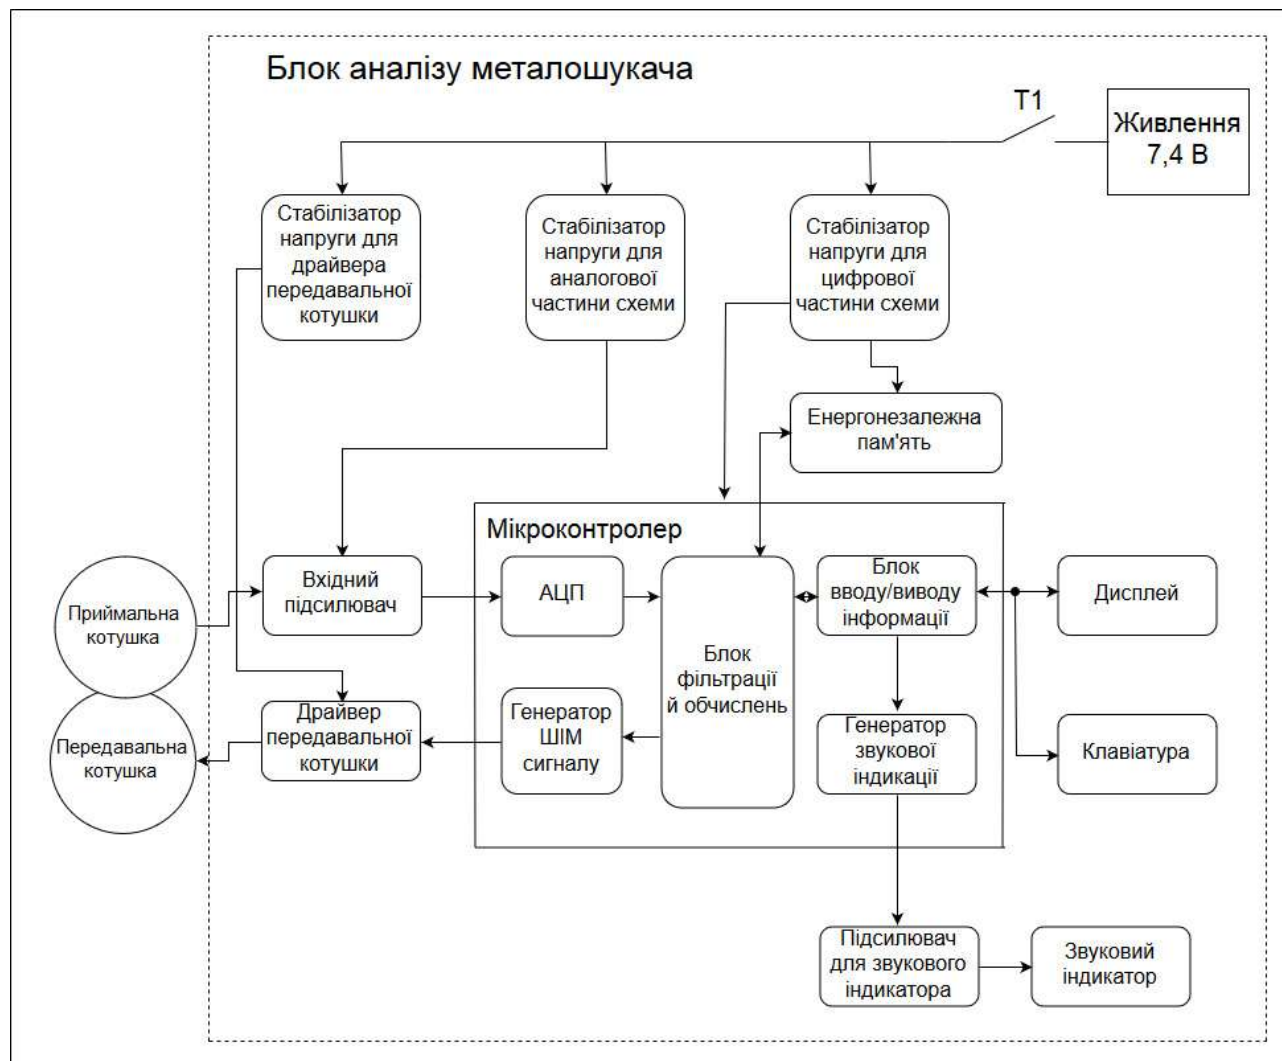 Блок аналізу металошукача
Т1
Живлення
7,4 В
Стабілізатор
напруги для
драйвера
передавальної
котушки
Стабілізатор
напруги для
аналогової
частини схеми
Стабілізатор
напруги для
цифрової
частини схеми
Енергонезалежна
пам'ять
Мікроконтролер
Приймальна
котушка
Вхідний
підсилювач
АЦП
Блок
фільтрації
й обчислень
Блок
вводу/виводу
інформації
Дисплей
Передавальна
котушка
Драйвер
передавальної
котушки
Генератор
ШІМ
сигналу
Генератор
звукової
індикації
Клавіатура
Підсилювач
для звукового
індикатора
Звуковий
індикатор